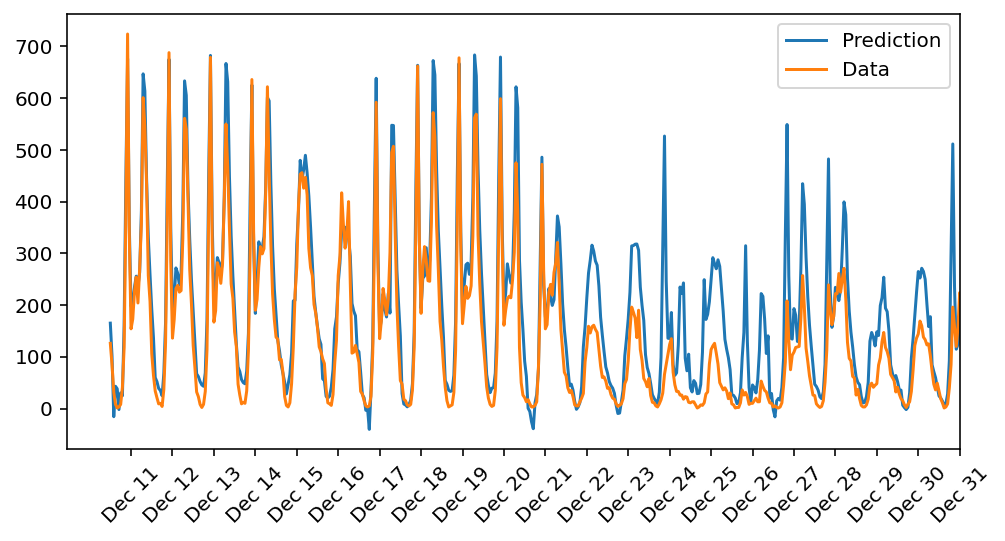 700
600
500
400
300
200
100
0
Prediction
Data
Dec 11
Dec 12
Dec 13
Dec 14
Dec 15
Dec 16
Dec 17
Dec 18
Dec 19
Dec 20
Dec 21
Dec 22
Dec 23
Dec 24
Dec 25
Dec 26
Dec 27
Dec 28
Dec 29
Dec 30
Dec 31